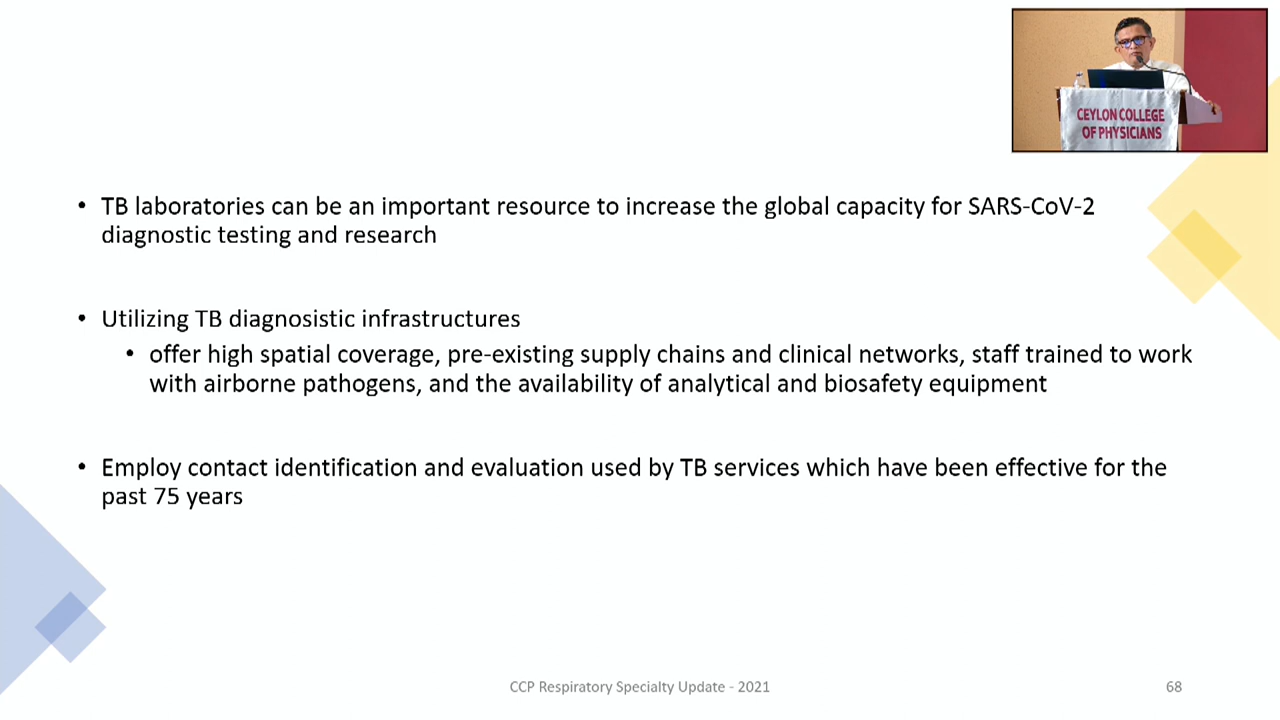 CEYLON COLLEGE
OF PHYSICIANS
• TB laboratories can be an important resource to increase the global capacity for SARS-CoV-2
diagnostic testing and research
• Utilizing TB diagnosistic infrastructures
• offer high spatial coverage, pre-existing supply chains and clinical networks, staff trained to work
with airborne pathogens, and the availability of analytical and biosafety equipment
• Employ contact identification and evaluation used by TB services which have been effective for the
past 75 years
CCP Respiratory Specialty Update - 2021
68